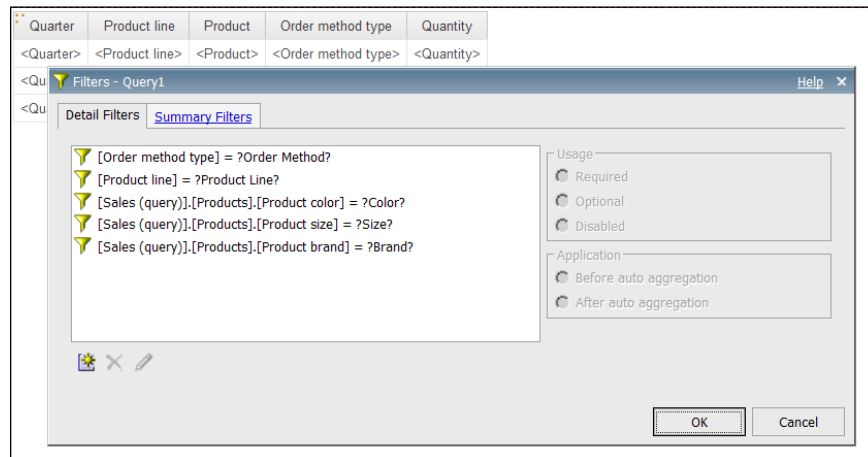 Quarter Product line Product Order method type Quantity
<Quarter> <Product line> <Product> <Order method type> <Quantity>
<Qu
<Qu
Filters - Query1 Help
Detail Filters Summary Filters
[Order method type] = ?Order Method?
[Product line] = ?Product Line?
[Sales (query)].[Products].[Product color] = ?Color?
[Sales (query)].[Products].[Product size] = ?Size?
[Sales (query)].[Products].[Product brand] = ?Brand?
Usage
Required
Optional
Disabled
Application
Before auto aggregation
After auto aggregation
OK Cancel